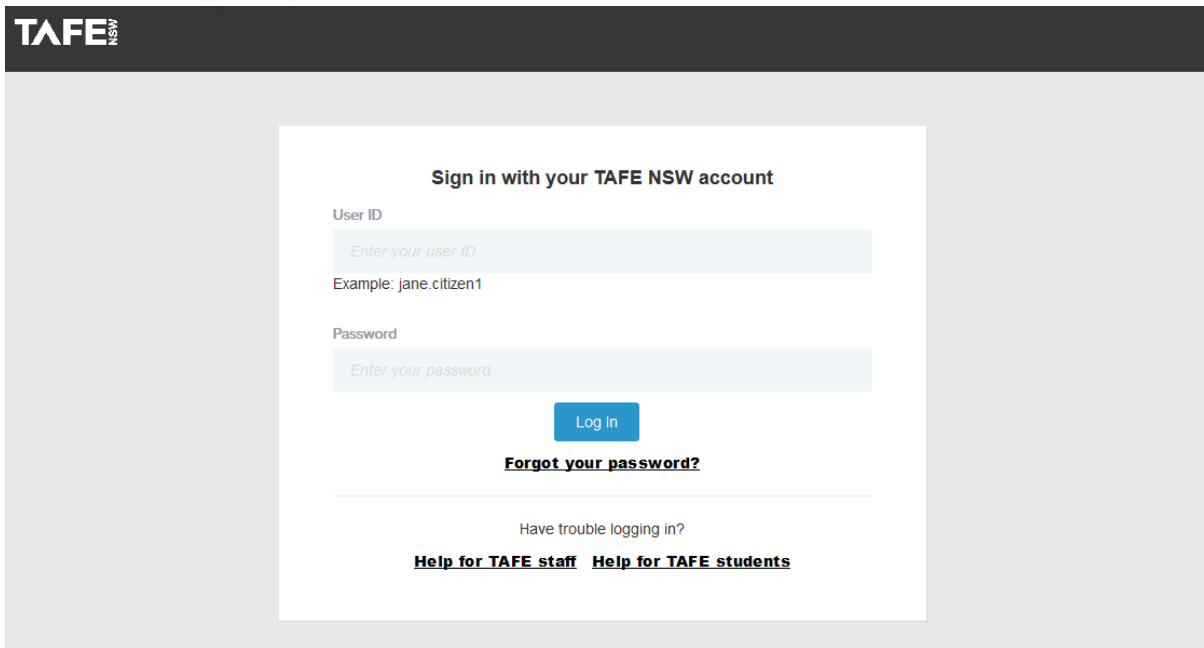 TAFE NSW
Sign in with your TAFE NSW account
User ID
Enter your user ID
Example: jane.citizen1
Password
Enter your password
Log In
Forgot your password?
Have trouble logging in?
Help for TAFE staff Help for TAFE students